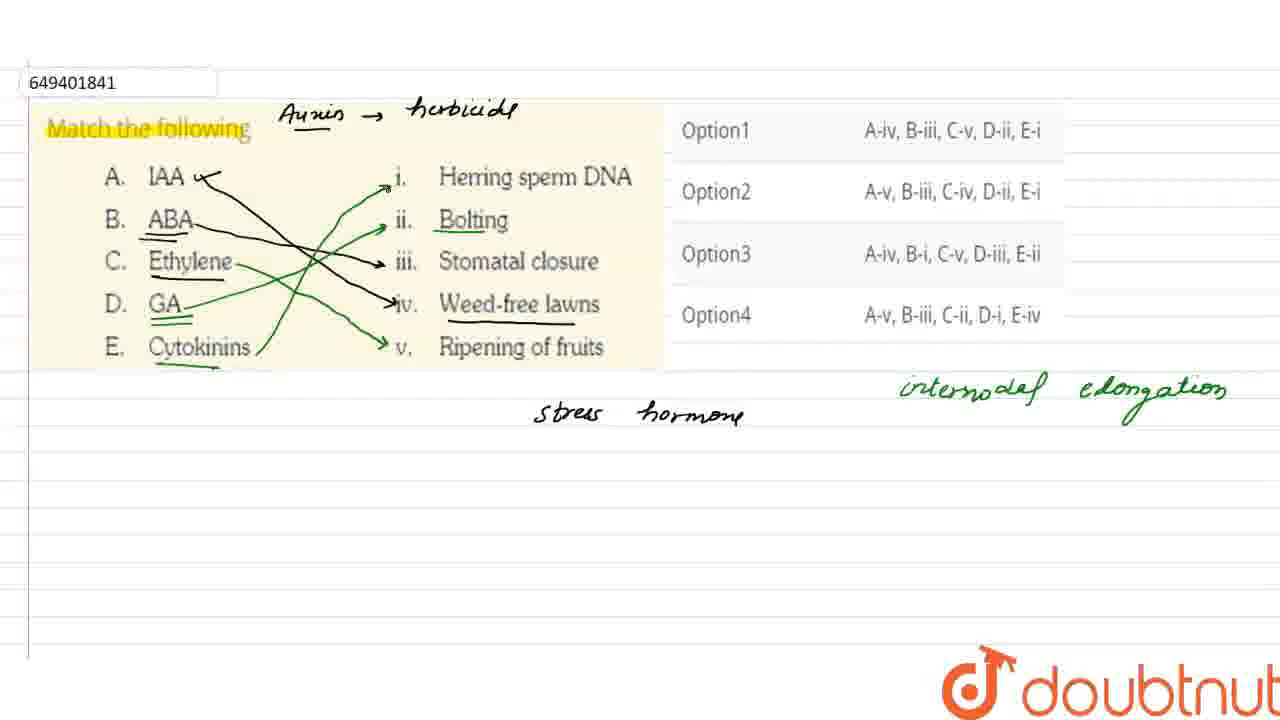 649401841
Auxin → herbicide
Match the following
A. IAA i. Herring sperm DNA
B. ABA ii. Bolting
C. Ethylene iii. Stomatal closure
D. GA iv. Weed-free lawns
E. Cytokinins v. Ripening of fruits
Option1 A-iv, B-iii, C-v, D-ii, E-i
Option2 A-v, B-iii, C-iv, D-ii, E-i
Option3 A-iv, B-i, C-v, D-iii, E-ii
Option4 A-v, B-iii, C-ii, D-i, E-iv
internodal elongation
stress hormone
doubtnut